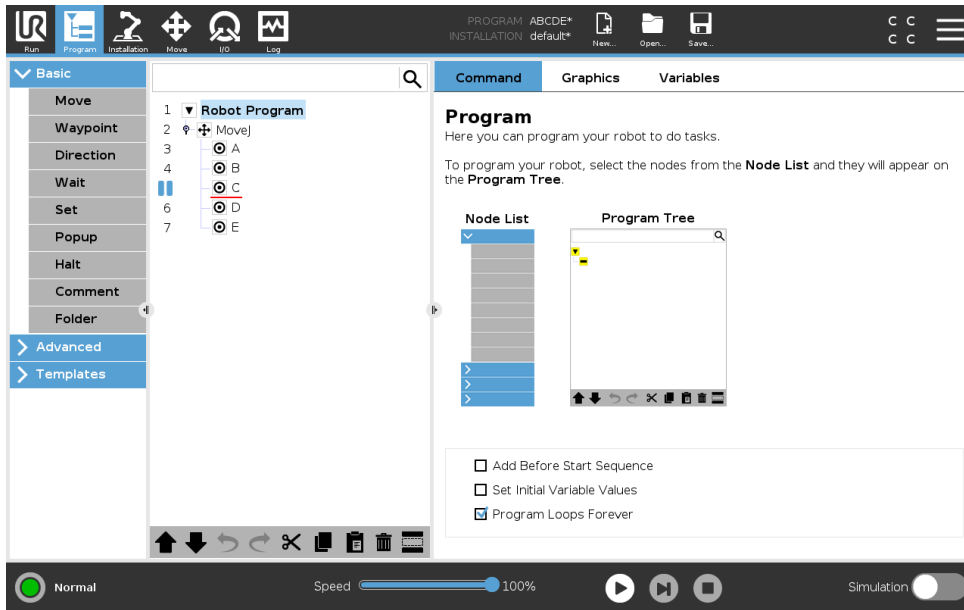 UR
Run
Program
Installation
Move
I/O
Log
PROGRAM ABCDE*
INSTALLATION default*
New...
Open...
Save...
C C
C C
Basic
Move
Waypoint
Direction
Wait
Set
Popup
Halt
Comment
Folder
Advanced
Templates
1 Robot Program
2 MoveJ
3 A
4 B
C
6 D
7 E
Command Graphics Variables
Program
Here you can program your robot to do tasks.
To program your robot, select the nodes from the Node List and they will appear on
the Program Tree.
Node List Program Tree
Add Before Start Sequence
Set Initial Variable Values
Program Loops Forever
Normal
Speed 100%
Simulation